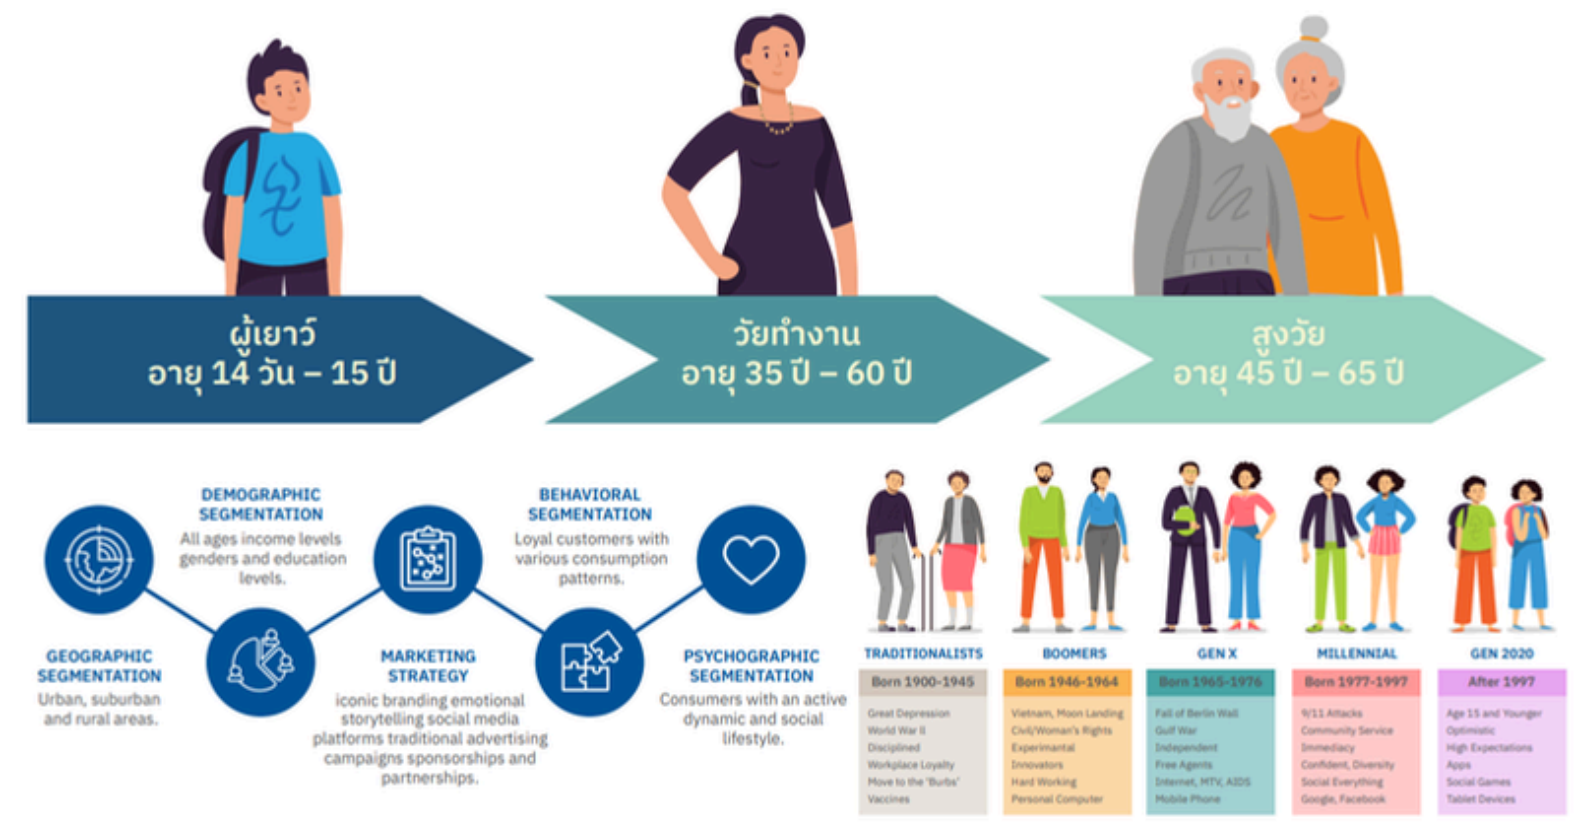 ผู้เยาว์
อายุ 14 วัน – 15 ปี
วัยทำงาน
อายุ 35 ปี – 60 ปี
สูงวัย
อายุ 45 ปี – 65 ปี
DEMOGRAPHIC
SEGMENTATION
All ages income levels
genders and education
levels.
BEHAVIORAL
SEGMENTATION
Loyal customers with
various consumption
patterns.
GEOGRAPHIC
SEGMENTATION
Urban, suburban
and rural areas.
MARKETING
STRATEGY
iconic branding emotional
storytelling social media
platforms traditional advertising
campaigns sponsorships and
partnerships.
PSYCHOGRAPHIC
SEGMENTATION
Consumers with an active
dynamic and social
lifestyle.
TRADITIONALISTS
Born 1900-1945
Great Depression
World War II
Disciplined
Workplace Loyalty
Move to the 'Burbs'
Vaccines
BOOMERS
Born 1946-1964
Vietnam, Moon Landing
Civil/Woman's Rights
Experimantal
Innovators
Hard Working
Personal Computer
GEN X
Born 1965-1976
Fall of Berlin Wall
Gulf War
Independent
Free Agents
Internet, MTV, AIDS
Mobile Phone
MILLENNIAL
Born 1977-1997
9/11 Attacks
Community Service
Immediacy
Confident, Diversity
Social Everything
Google, Facebook
GEN 2020
After 1997
Age 15 and Younger
Optimistic
High Expectations
Apps
Social Games
Tablet Devices